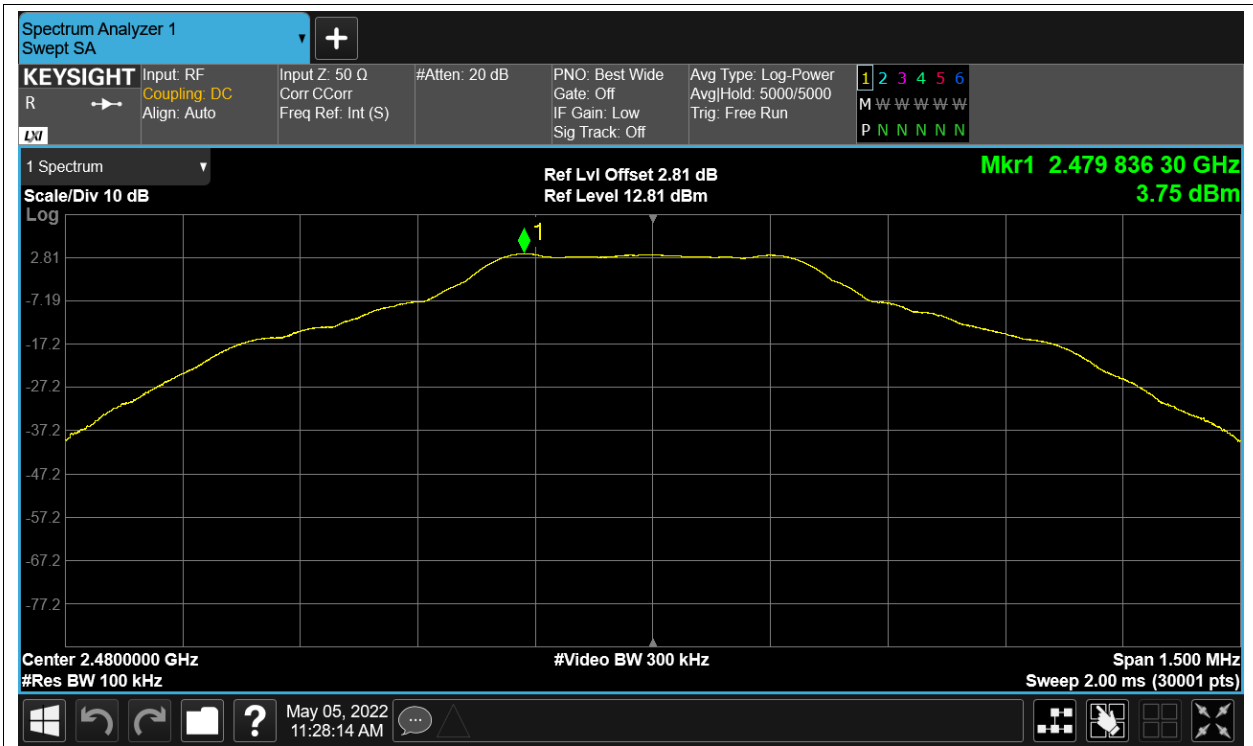 Spectrum Analyzer 1
Swept SA
KEYSIGHT
R
LXI
Input: RF
Coupling: DC
Align: Auto
Input Z: 50 Ω
Corr CCorr
Freq Ref: Int (S)
#Atten: 20 dB
PNO: Best Wide
Gate: Off
IF Gain: Low
Sig Track: Off
Avg Type: Log-Power
Avg|Hold: 5000/5000
Trig: Free Run
1 2 3 4 5 6
M W W W W W
P N N N N N
1 Spectrum
Scale/Div 10 dB
Log
Ref Lvl Offset 2.81 dB
Ref Level 12.81 dBm
Mkr1 2.479 836 30 GHz
3.75 dBm
1
2.81
-7.19
-17.2
-27.2
-37.2
-47.2
-57.2
-67.2
-77.2
Center 2.4800000 GHz
#Res BW 100 kHz
#Video BW 300 kHz
Span 1.500 MHz
Sweep 2.00 ms (30001 pts)
?
May 05, 2022
11:28:14 AM